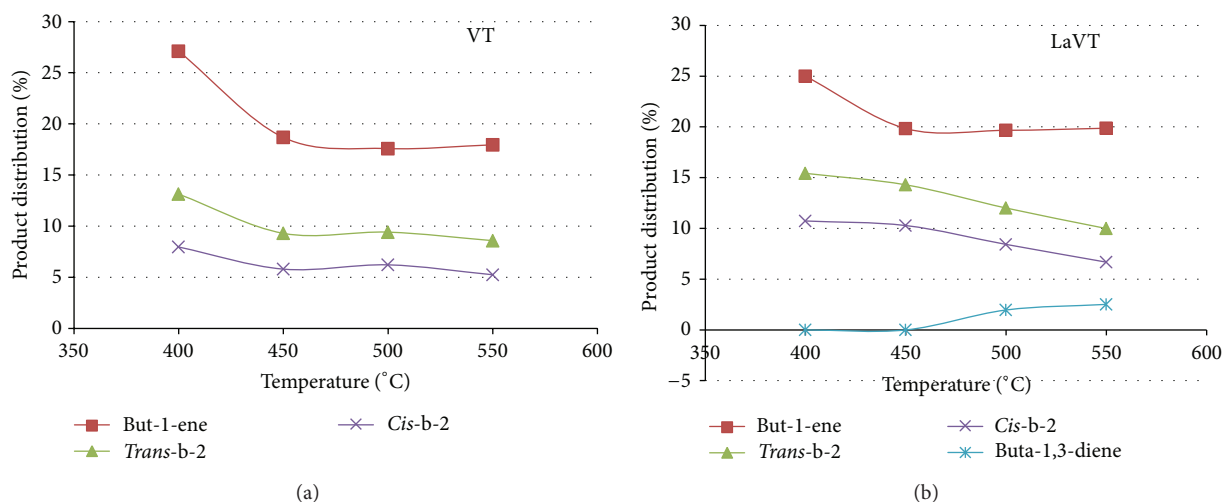 VT
Product distribution (%)
30
25
20
15
10
5
0
350 400 450 500 550 600
Temperature (°C)
But-1-ene
Trans-b-2
Cis-b-2
(a)
LaVT
Product distribution (%)
30
25
20
15
10
5
0
−5
350 400 450 500 550 600
Temperature (°C)
But-1-ene
Trans-b-2
Cis-b-2
Buta-1,3-diene
(b)